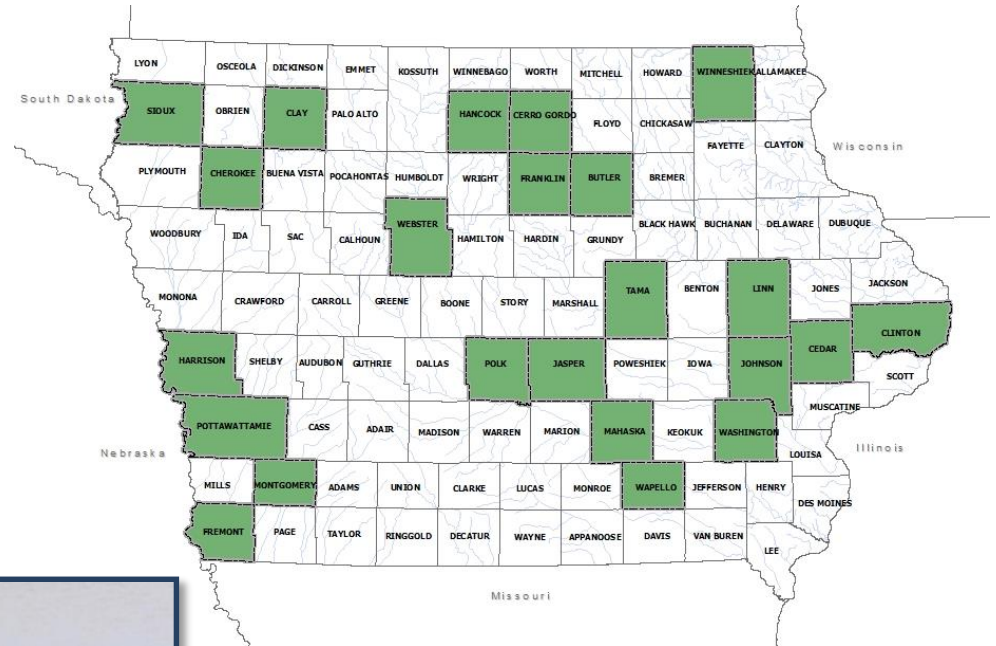 LYON OSCEOLA DICKINSON EMMET KOSSUTH WINNEBAGO WORTH MITCHELL HOWARD WINNESHIEK ALLAMAKEE
South Dakota SIOUX OBRIEN CLAY PALO ALTO HANCOCK CERRO GORDO FLOYD CHICKASAW
FAYETTE CLAYTON Wisconsin
PLYMOUTH CHEROKEE BUENA VISTA POCAHONTAS HUMBOLDT WRIGHT FRANKLIN BUTLER BREMER
WOODBURY IDA SAC CALHOUN WEBSTER HAMILTON HARDIN GRUNDY BLACK HAWK BUCHANAN DELAWARE DUBUQUE
MONONA CRAWFORD CARROLL GREENE BOONE STORY MARSHALL TAMA BENTON LINN JONES JACKSON
CLINTON
HARRISON SHELBY AUDUBON GUTHRIE DALLAS POLK JASPER POWESHIEK IOWA JOHNSON CEDAR
SCOTT
MUSCATINE
POTTAWATTAMIE CASS ADAIR MADISON WARREN MARION MAHASKA KEOKUK WASHINGTON
Nebraska LOUISA Illinois
MILLS MONTGOMERY ADAMS UNION CLARKE LUCAS MONROE WAPELLO JEFFERSON HENRY
DES MOINES
FREMONT PAGE TAYLOR RINGGOLD DECATUR WAYNE APPANOOSE DAVIS VAN BUREN
LEE
Missouri